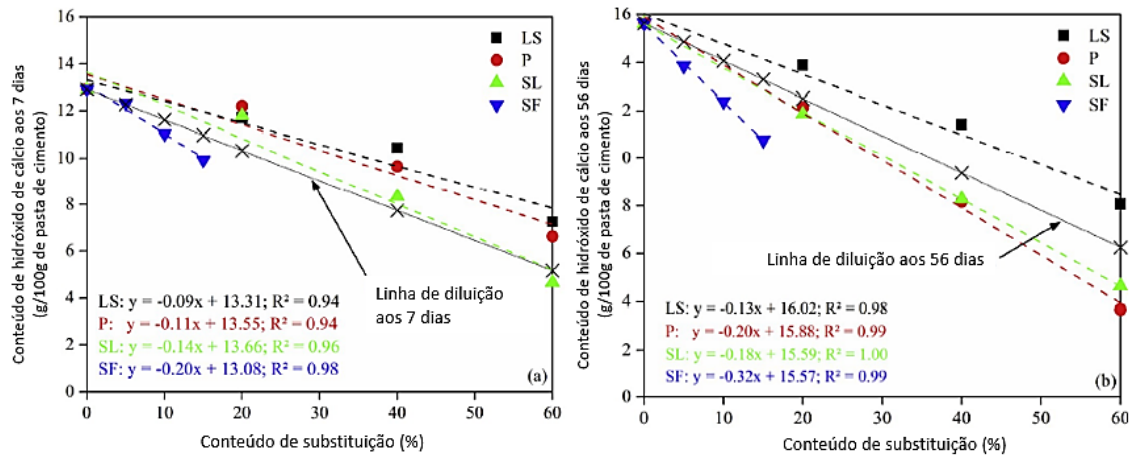 Conteúdo de hidróxido de cálcio aos 7 dias
(g/100g de pasta de cimento)
16
14
12
10
8
6
4
2
0
LS
P
SL
SF
Linha de diluição
aos 7 dias
LS: y = -0.09x + 13.31; R² = 0.94
P: y = -0.11x + 13.55; R² = 0.94
SL: y = -0.14x + 13.66; R² = 0.96
SF: y = -0.20x + 13.08; R² = 0.98
(a)
0 10 20 30 40 50 60
Conteúdo de substituição (%)
Conteúdo de hidróxido de cálcio aos 56 dias
(g/100g de pasta de cimento)
16
4
2
0
8
6
4
2
0
LS
P
SL
SF
Linha de diluição aos 56 dias
LS: y = -0.13x + 16.02; R² = 0.98
P: y = -0.20x + 15.88; R² = 0.99
SL: y = -0.18x + 15.59; R² = 1.00
SF: y = -0.32x + 15.57; R² = 0.99
(b)
0 10 20 30 40 50 60
Conteúdo de substituição (%)